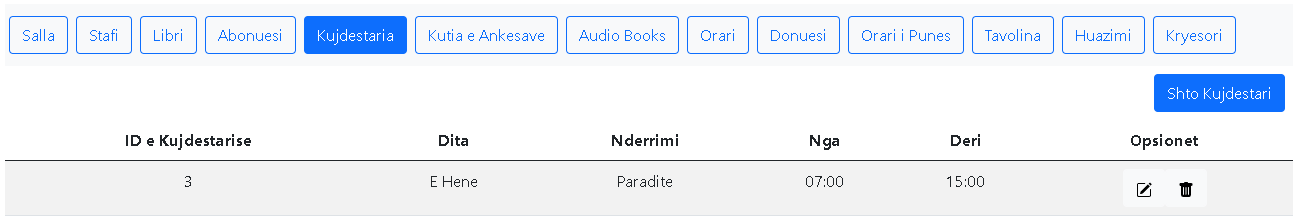 Salla Stafi Libri Abonuesi Kujdestaria Kutia e Ankesave Audio Books Orari Donuesi Orari i Punes Tavolina Huazimi Kryesori
Shto Kujdestari
ID e Kujdestarise Dita Nderrimi Nga Deri Opsionet
3 E Hene Paradite 07:00 15:00